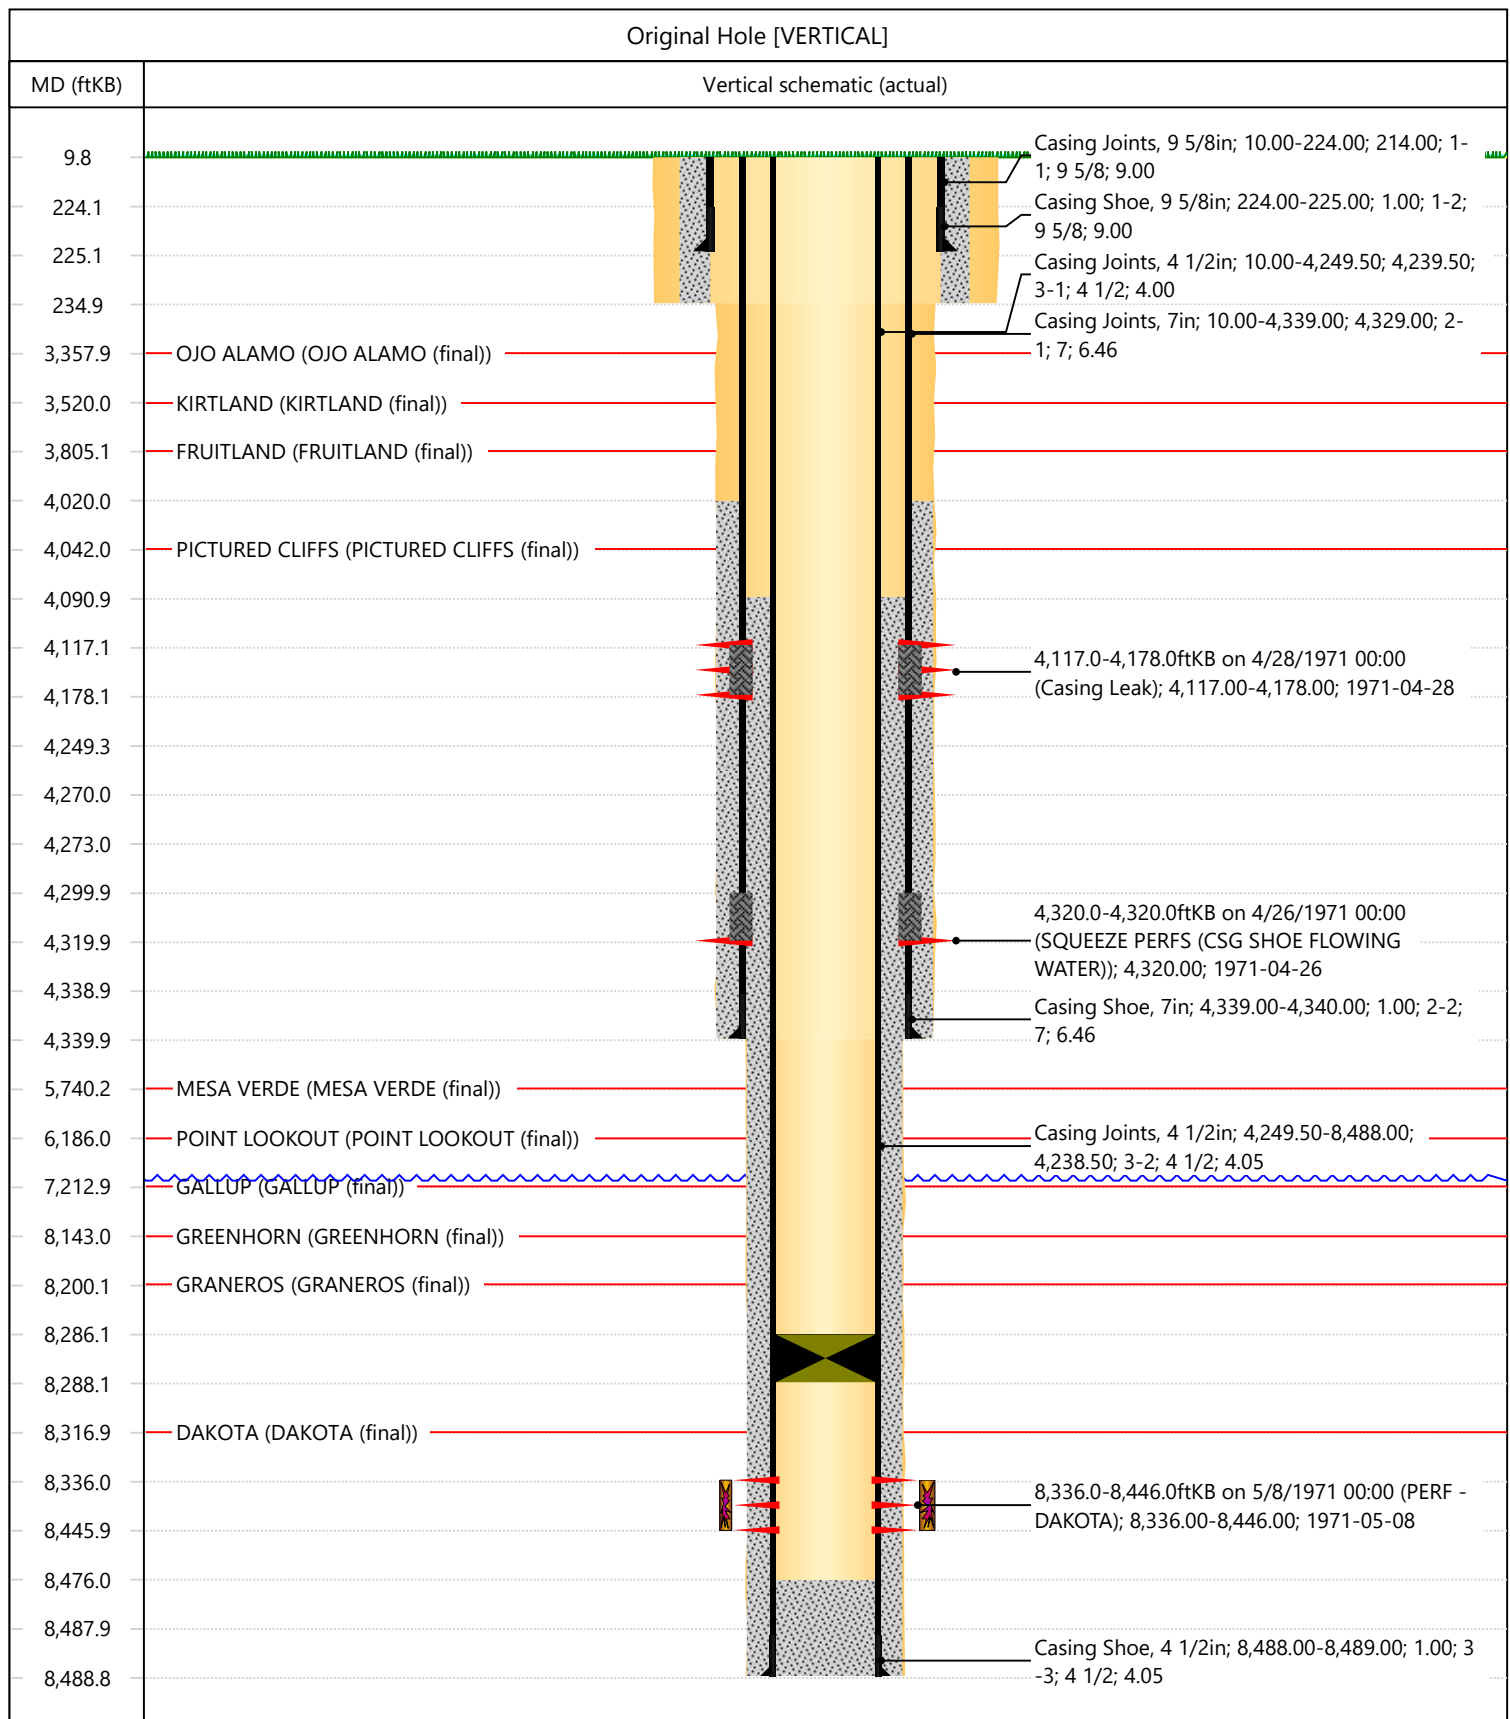 Original Hole [VERTICAL]
MD (ftKB)
Vertical schematic (actual)
9.8
Casing Joints, 9 5/8in; 10.00-224.00; 214.00; 1-
1; 9 5/8; 9.00
224.1
Casing Shoe, 9 5/8in; 224.00-225.00; 1.00; 1-2;
9 5/8; 9.00
225.1
Casing Joints, 4 1/2in; 10.00-4,249.50; 4,239.50;
3-1; 4 1/2; 4.00
234.9
Casing Joints, 7in; 10.00-4,339.00; 4,329.00; 2-
1; 7; 6.46
3,357.9
OJO ALAMO (OJO ALAMO (final))
3,520.0
KIRTLAND (KIRTLAND (final))
3,805.1
FRUITLAND (FRUITLAND (final))
4,020.0
4,042.0
PICTURED CLIFFS (PICTURED CLIFFS (final))
4,090.9
4,117.1
4,117.0-4,178.0ftKB on 4/28/1971 00:00
(Casing Leak); 4,117.00-4,178.00; 1971-04-28
4,178.1
4,249.3
4,270.0
4,273.0
4,299.9
4,320.0-4,320.0ftKB on 4/26/1971 00:00
(SQUEEZE PERFS (CSG SHOE FLOWING
WATER)); 4,320.00; 1971-04-26
4,319.9
4,338.9
Casing Shoe, 7in; 4,339.00-4,340.00; 1.00; 2-2;
7; 6.46
4,339.9
5,740.2
MESA VERDE (MESA VERDE (final))
6,186.0
POINT LOOKOUT (POINT LOOKOUT (final))
Casing Joints, 4 1/2in; 4,249.50-8,488.00;
4,238.50; 3-2; 4 1/2; 4.05
7,212.9
GALLUP (GALLUP (final))
8,143.0
GREENHORN (GREENHORN (final))
8,200.1
GRANEROS (GRANEROS (final))
8,286.1
8,288.1
8,316.9
DAKOTA (DAKOTA (final))
8,336.0
8,336.0-8,446.0ftKB on 5/8/1971 00:00 (PERF -
DAKOTA); 8,336.00-8,446.00; 1971-05-08
8,445.9
8,476.0
8,487.9
Casing Shoe, 4 1/2in; 8,488.00-8,489.00; 1.00; 3
-3; 4 1/2; 4.05
8,488.8